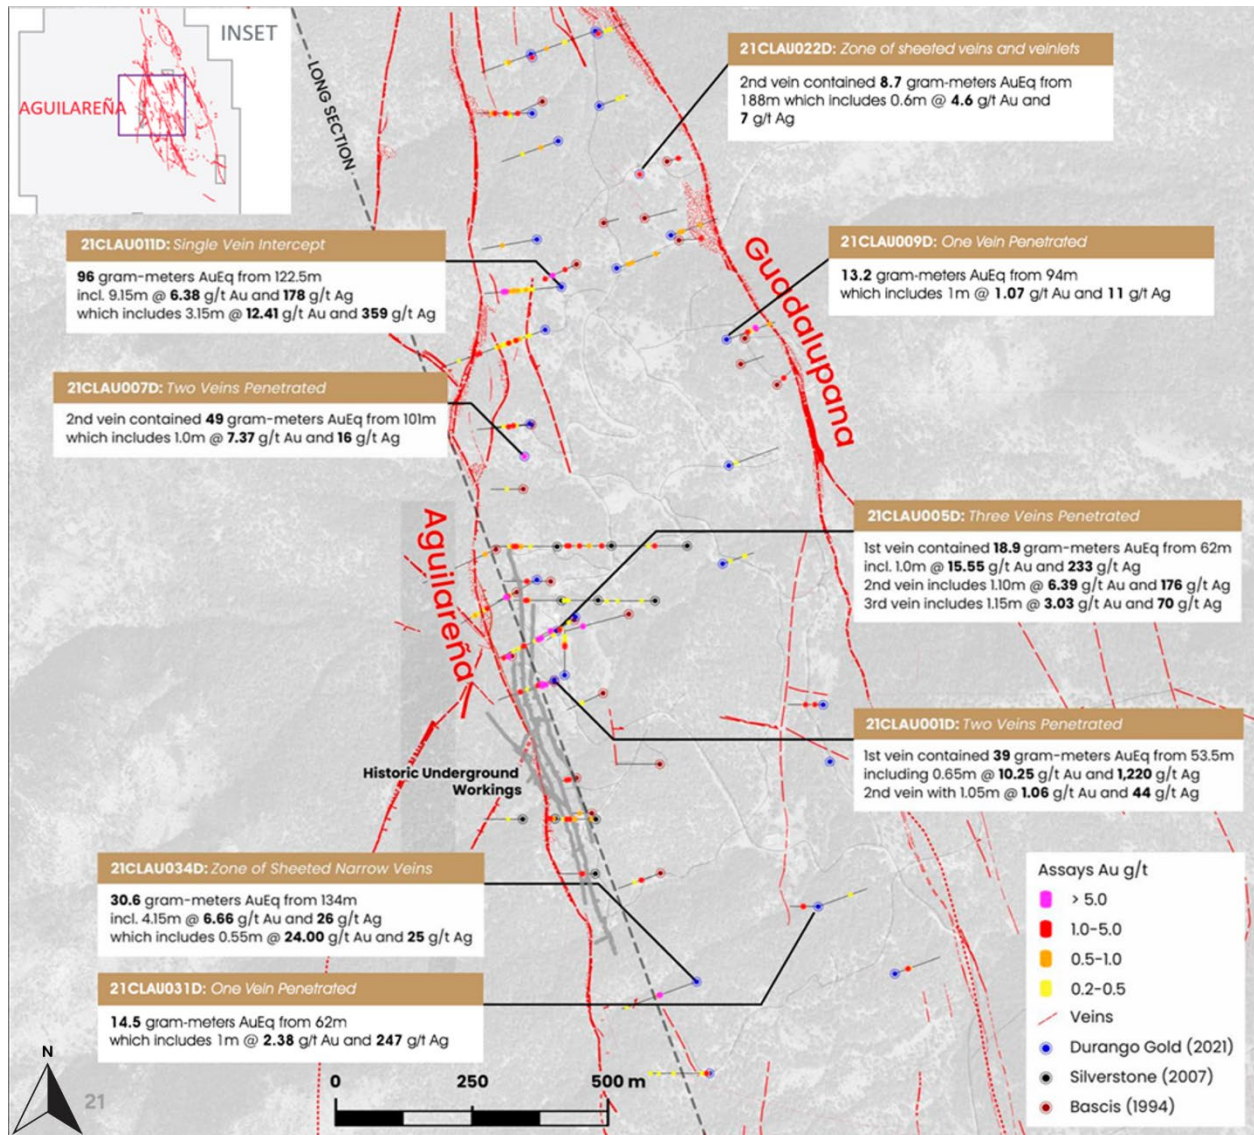 INSET
AGUILAREÑA
LONG SECTION
21CLAU022D: Zone of sheeted veins and veinlets
2nd vein contained 8.7 gram-meters AuEq from
188m which includes 0.6m @ 4.6 g/t Au and
7 g/t Ag
21CLAU011D: Single Vein Intercept
96 gram-meters AuEq from 122.5m
incl. 9.15m @ 6.38 g/t Au and 178 g/t Ag
which includes 3.15m @ 12.41 g/t Au and 359 g/t Ag
21CLAU009D: One Vein Penetrated
13.2 gram-meters AuEq from 94m
which includes 1m @ 1.07 g/t Au and 11 g/t Ag
Guadalupana
21CLAU007D: Two Veins Penetrated
2nd vein contained 49 gram-meters AuEq from 101m
which includes 1.0m @ 7.37 g/t Au and 16 g/t Ag
Aguilareña
21CLAU005D: Three Veins Penetrated
1st vein contained 18.9 gram-meters AuEq from 62m
incl. 1.0m @ 15.55 g/t Au and 233 g/t Ag
2nd vein includes 1.10m @ 6.39 g/t Au and 176 g/t Ag
3rd vein includes 1.15m @ 3.03 g/t Au and 70 g/t Ag
21CLAU001D: Two Veins Penetrated
1st vein contained 39 gram-meters AuEq from 53.5m
including 0.65m @ 10.25 g/t Au and 1,220 g/t Ag
2nd vein with 1.05m @ 1.06 g/t Au and 44 g/t Ag
Historic Underground
Workings
21CLAU034D: Zone of Sheeted Narrow Veins
30.6 gram-meters AuEq from 134m
incl. 4.15m @ 6.66 g/t Au and 26 g/t Ag
which includes 0.55m @ 24.00 g/t Au and 25 g/t Ag
21CLAU031D: One Vein Penetrated
14.5 gram-meters AuEq from 62m
which includes 1m @ 2.38 g/t Au and 247 g/t Ag
Assays Au g/t
> 5.0
1.0-5.0
0.5-1.0
0.2-0.5
Veins
Durango Gold (2021)
Silverstone (2007)
Bascis (1994)
N
21
0 250 500 m